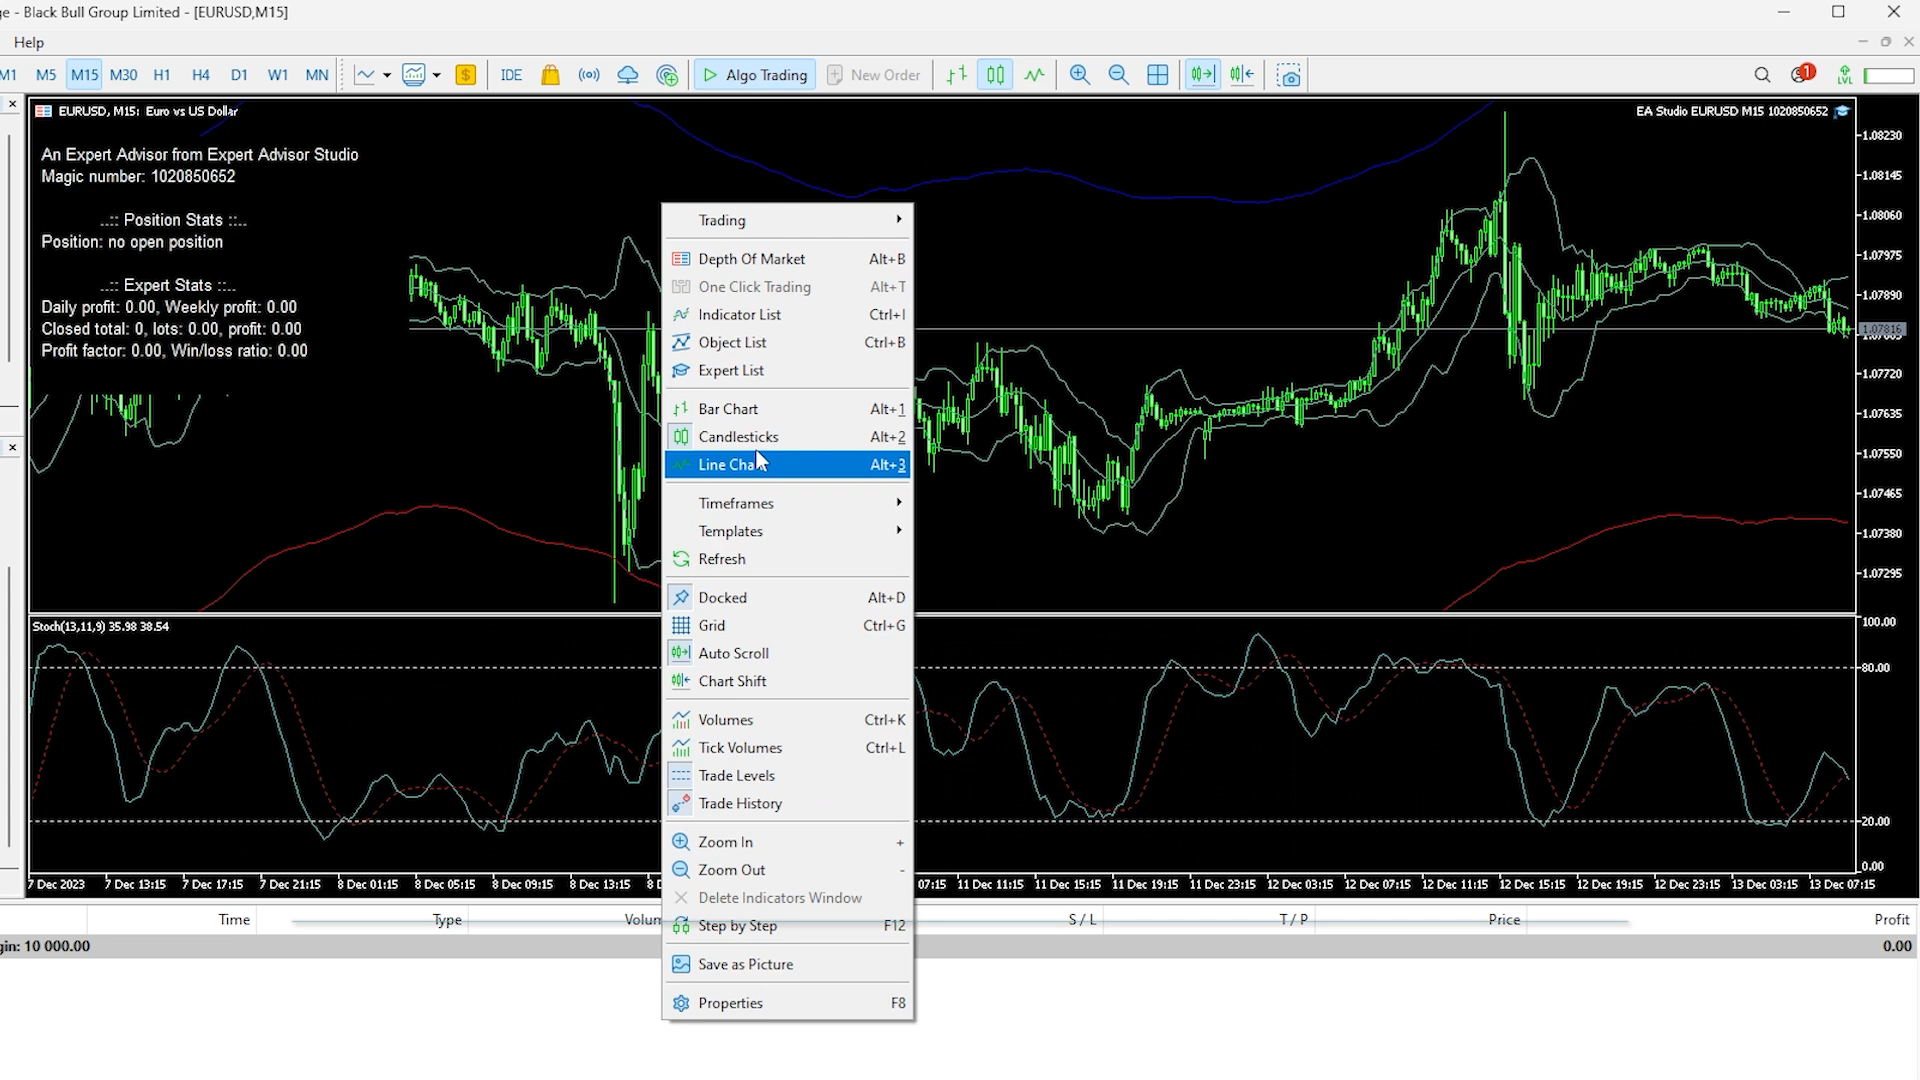 ge - Black Bull Group Limited - [EURUSD,M15]
Help
M1 M5 M15 M30 H1 H4 D1 W1 MN IDE Algo Trading New Order 1 LVL
EURUSD, M15: Euro vs US Dollar
EA Studio EURUSD M15 1020850652
An Expert Advisor from Expert Advisor Studio
Magic number: 1020850652
..:: Position Stats ::..
Position: no open position
..:: Expert Stats ::..
Daily profit: 0.00, Weekly profit: 0.00
Closed total: 0, lots: 0.00, profit: 0.00
Profit factor: 0.00, Win/loss ratio: 0.00
Trading
Depth Of Market Alt+B
One Click Trading Alt+T
Indicator List Ctrl+I
Object List Ctrl+B
Expert List
Bar Chart Alt+1
Candlesticks Alt+2
Line Alt+3
Timeframes
Templates
Refresh
Docked Alt+D
Grid Ctrl+G
Auto Scroll
Chart Shift
Volumes Ctrl+K
Tick Volumes Ctrl+L
Trade Levels
Trade History
Zoom In +
Zoom Out -
Delete Indicators Window
Step by Step F12
Save as Picture
Properties F8
1.08230
1.08145
1.08060
1.07975
1.07890
1.07816
1.07720
1.07635
1.07550
1.07465
1.07380
1.07295
Stoch(13,11,9) 35.98 38.54
100.00
80.00
20.00
0.00
7 Dec 2023 7 Dec 13:15 7 Dec 17:15 7 Dec 21:15 8 Dec 01:15 8 Dec 05:15 8 Dec 09:15 8 Dec 13:15 8 D 07:15 11 Dec 11:15 11 Dec 15:15 11 Dec 19:15 11 Dec 23:15 12 Dec 03:15 12 Dec 07:15 12 Dec 11:15 12 Dec 15:15 12 Dec 19:15 12 Dec 23:15 13 Dec 03:15 13 Dec 07:15
Time Type Volum S / L T / P Price Profit
gin: 10 000.00 0.00